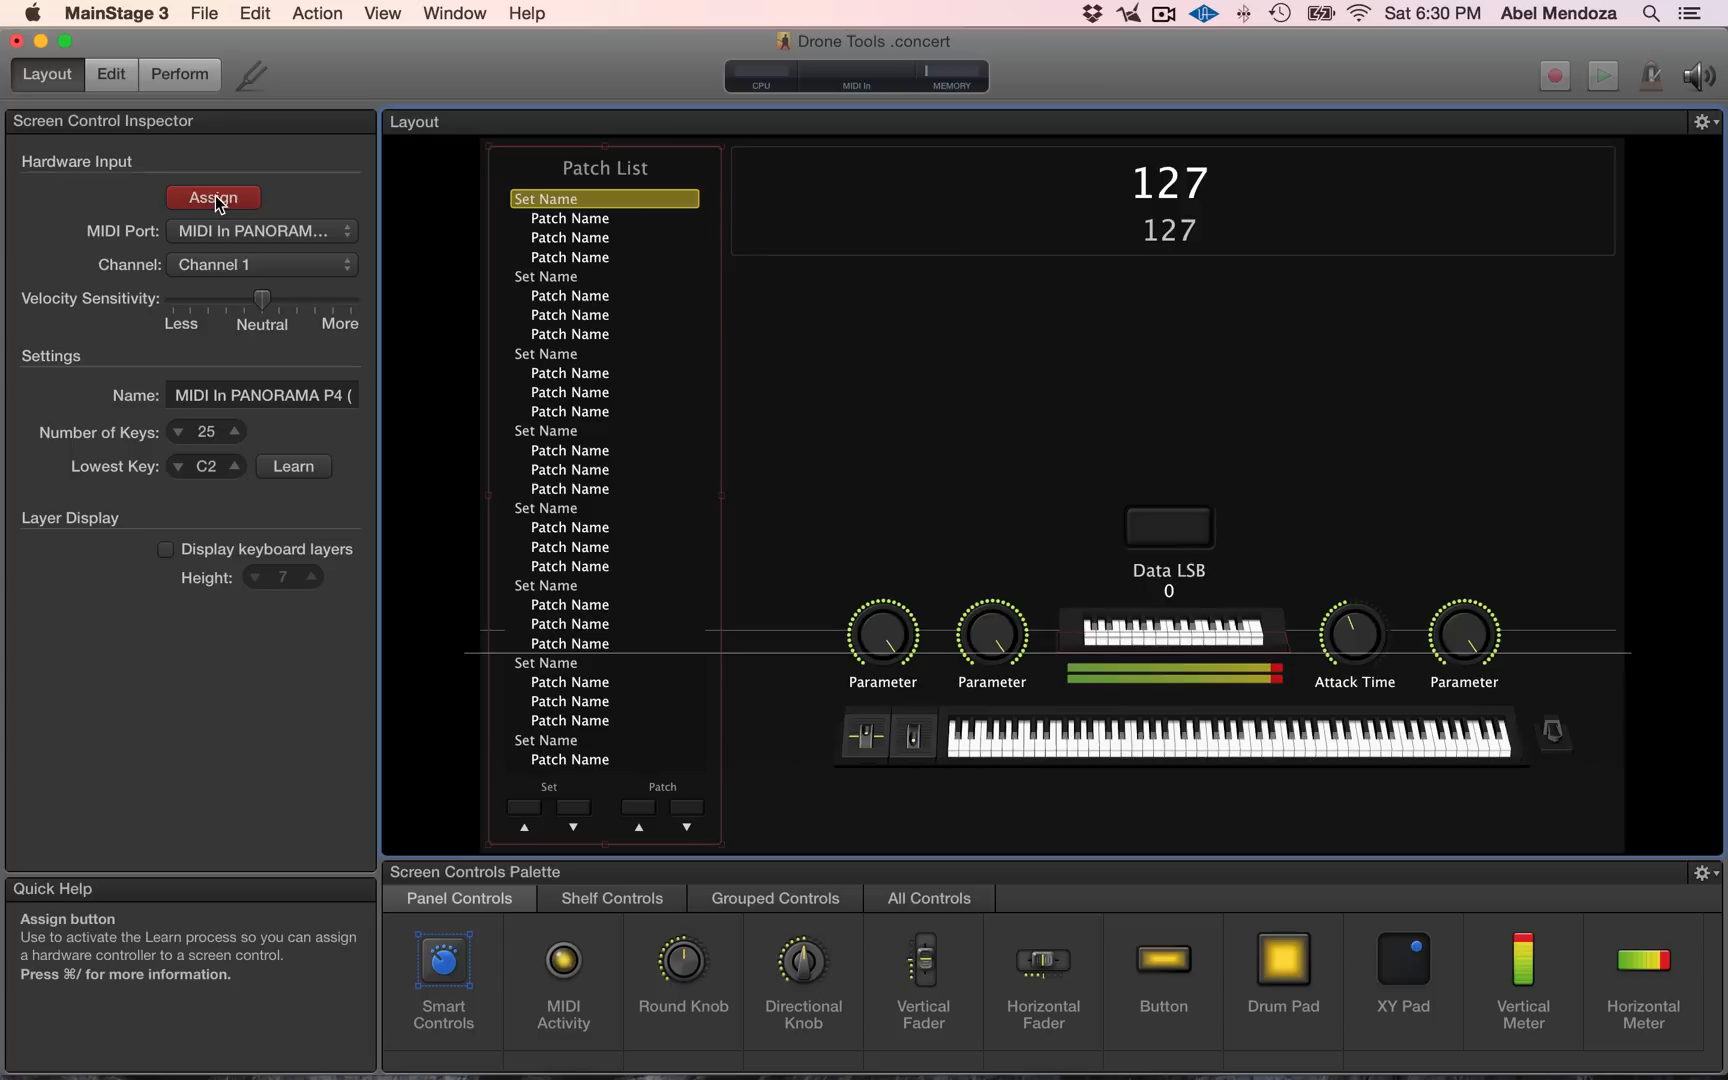 MainStage 3 File Edit Action View Window Help
Sat 6:30 PM Abel Mendoza
Drone Tools .concert
Layout Edit Perform
CPU MIDI In MEMORY
Screen Control Inspector
Hardware Input
Assign
MIDI Port: MIDI In PANORAM...
Channel: Channel 1
Velocity Sensitivity:
Less Neutral More
Settings
Name: MIDI In PANORAMA P4 (
Number of Keys: 25
Lowest Key: C2 Learn
Layer Display
Display keyboard layers
Height: 7
Quick Help
Assign button
Use to activate the Learn process so you can assign
a hardware controller to a screen control.
Press ⌘/ for more information.
Layout
Patch List
Set Name
Patch Name
Patch Name
Patch Name
Set Name
Patch Name
Patch Name
Patch Name
Set Name
Patch Name
Patch Name
Patch Name
Set Name
Patch Name
Patch Name
Patch Name
Set Name
Patch Name
Patch Name
Patch Name
Set Name
Patch Name
Patch Name
Patch Name
Set Name
Patch Name
Patch Name
Patch Name
Set Name
Patch Name
Set Patch
127
127
Data LSB
0
Parameter Parameter Attack Time Parameter
Screen Controls Palette
Panel Controls Shelf Controls Grouped Controls All Controls
Smart
Controls
MIDI
Activity
Round Knob
Directional
Knob
Vertical
Fader
Horizontal
Fader
Button
Drum Pad
XY Pad
Vertical
Meter
Horizontal
Meter